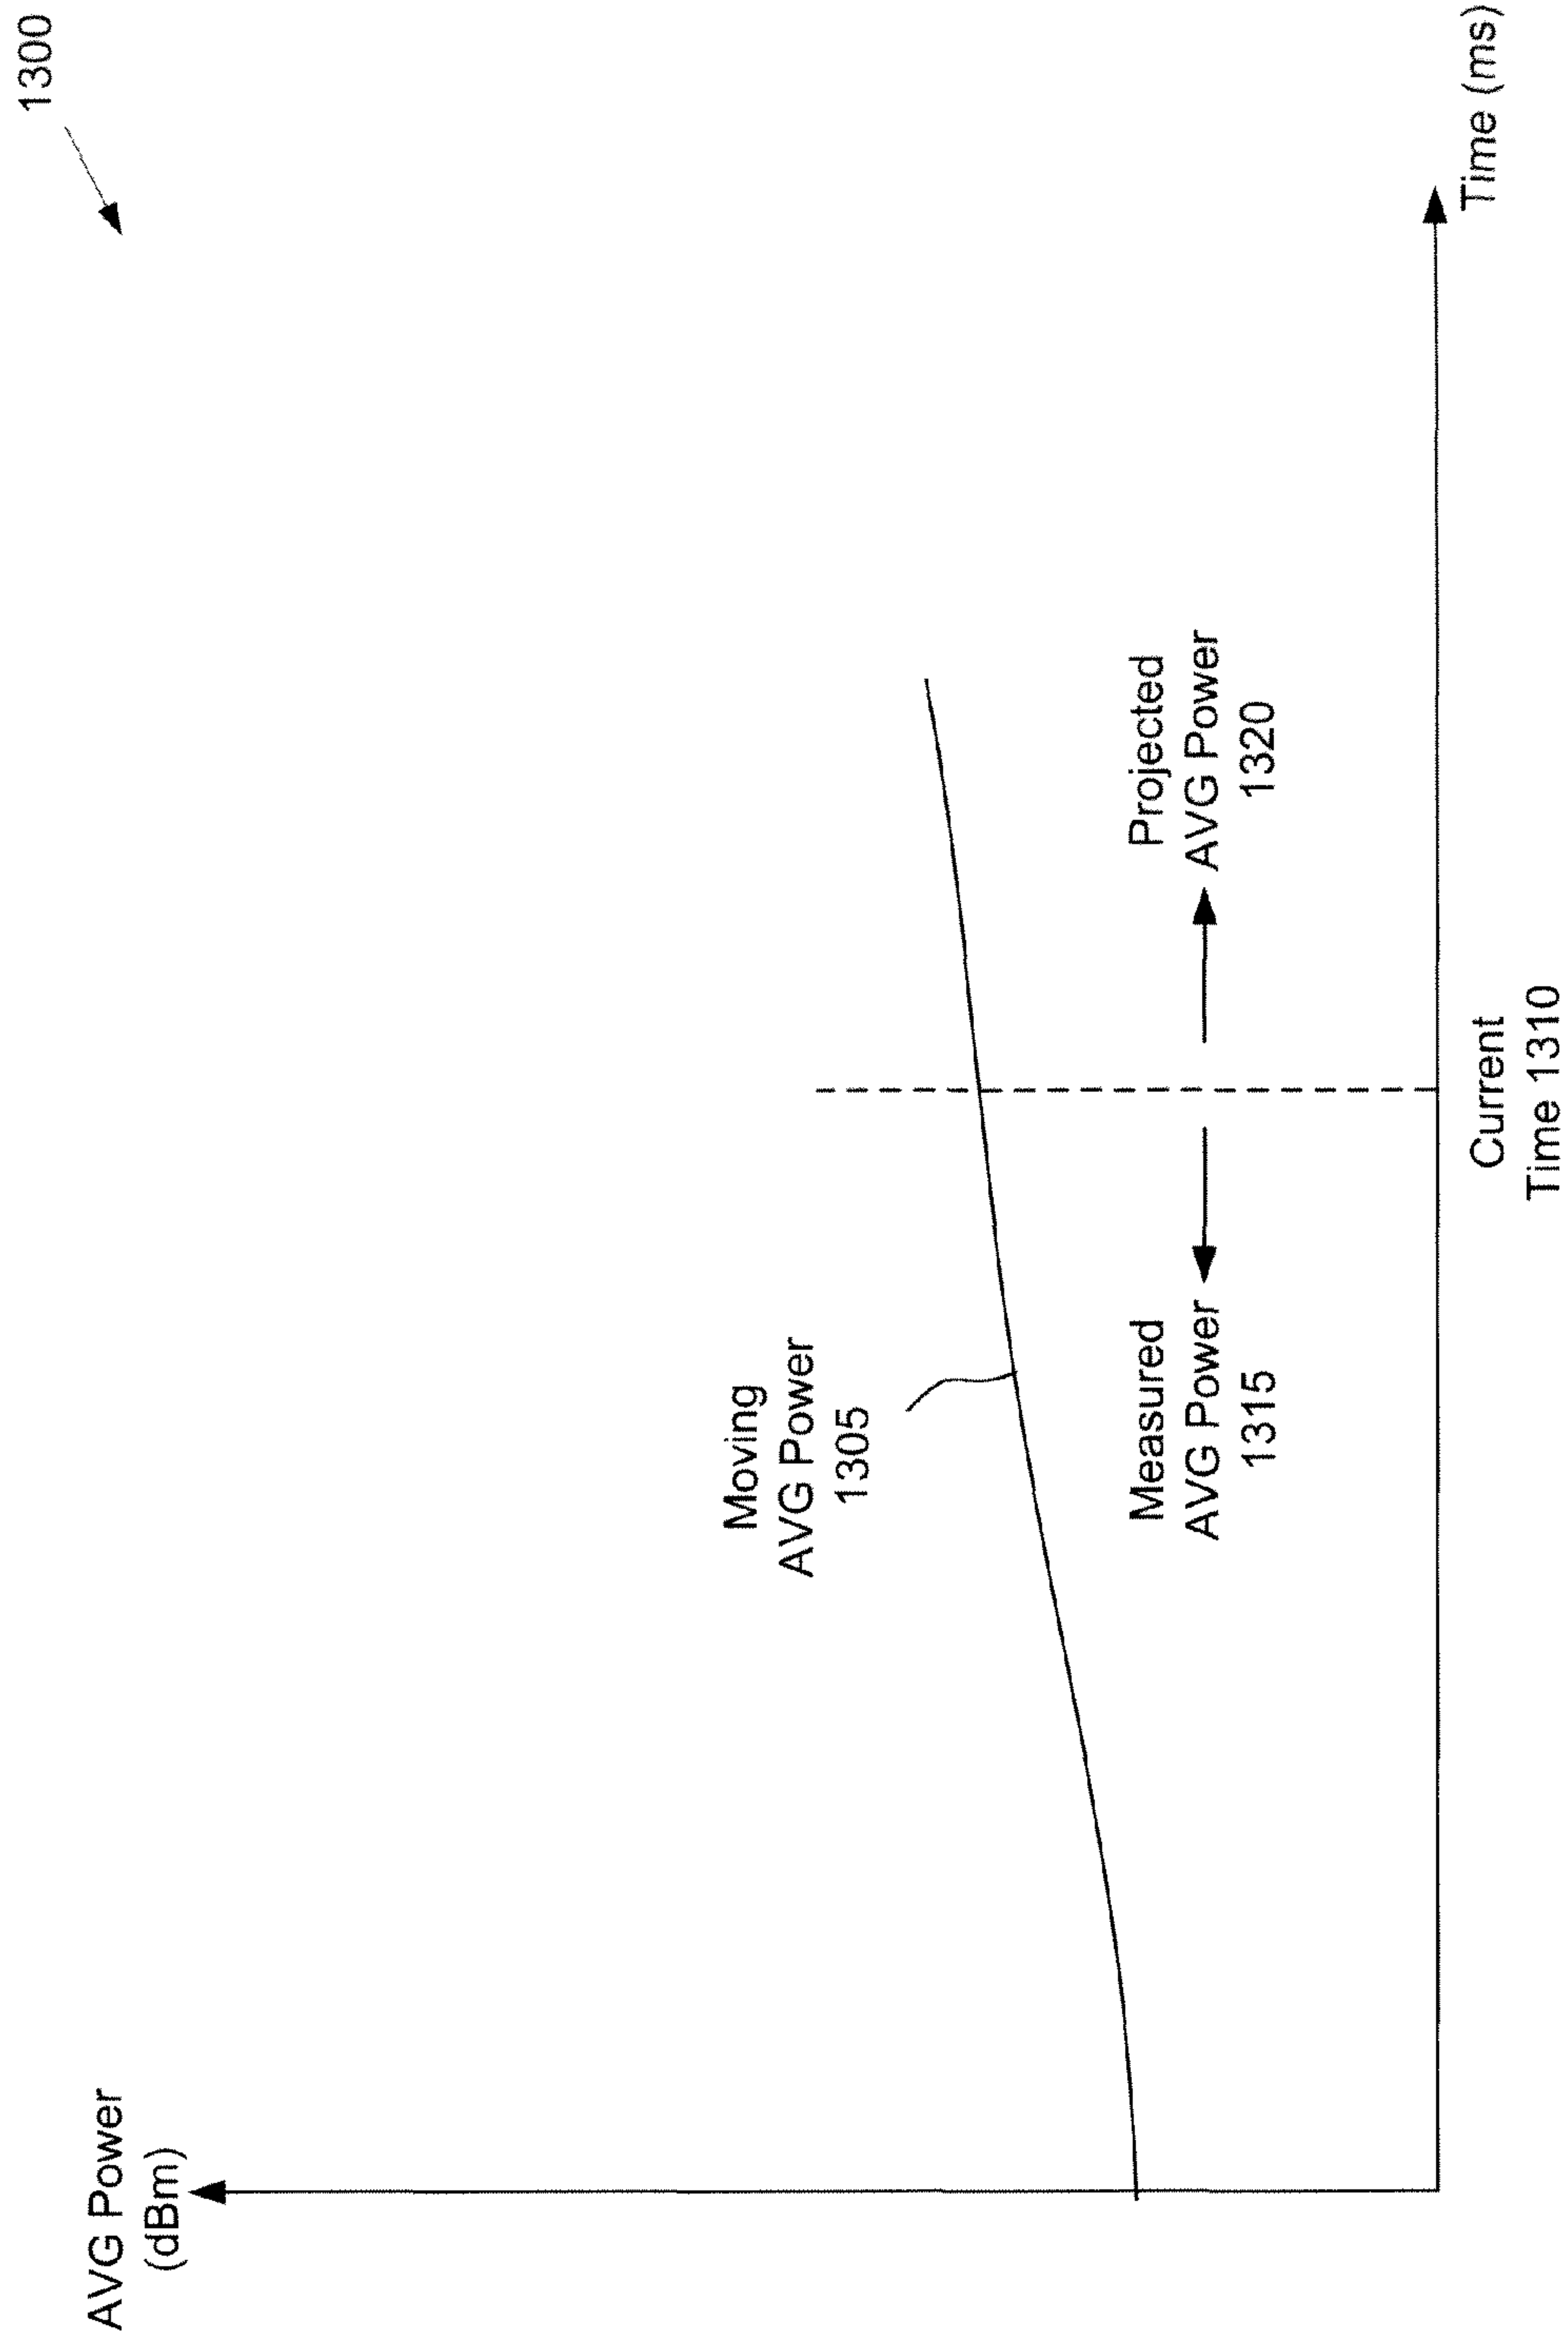 1300
AVG Power
(dBm)
Moving
AVG Power
1305
Measured
AVG Power
1315
Projected
AVG Power
1320
Current
Time 1310
Time (ms)